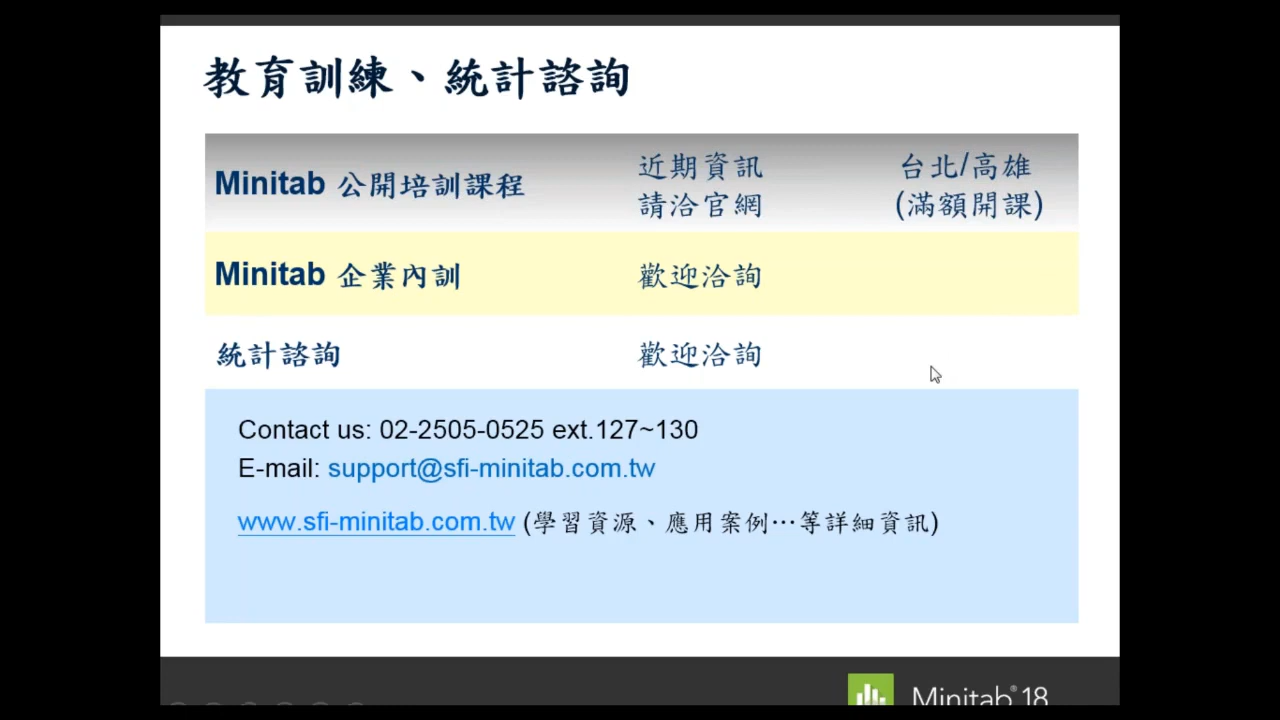 教育訓練、統計諮詢
Minitab 公開培訓課程
近期資訊
請洽官網
台北/高雄
(滿額開課)
Minitab 企業內訓
歡迎洽詢
統計諮詢
歡迎洽詢
Contact us: 02-2505-0525 ext.127~130
E-mail: support@sfi-minitab.com.tw
www.sfi-minitab.com.tw (學習資源、應用案例…等詳細資訊)
Minitab® 18